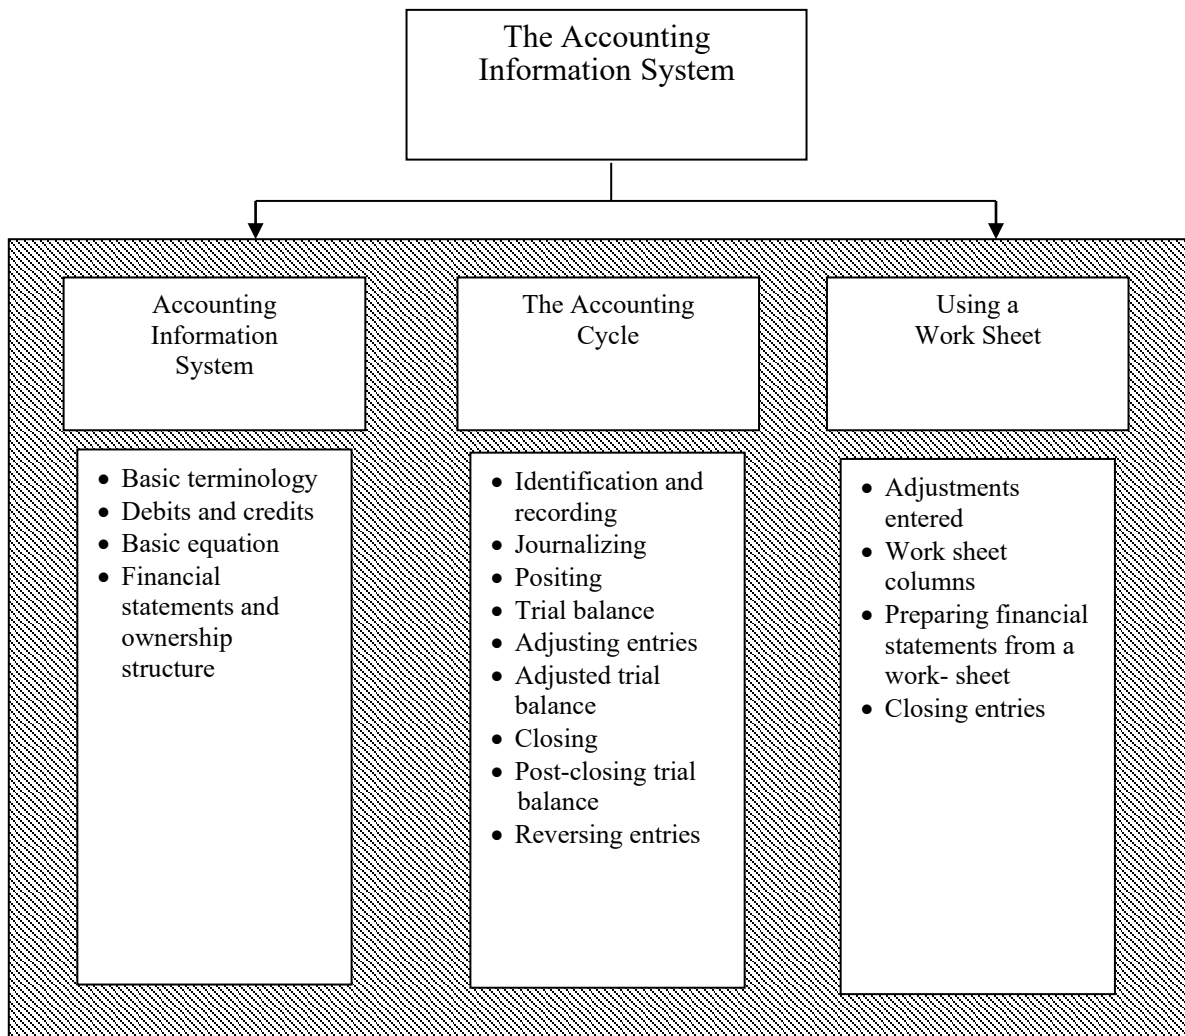 The Accounting
Information System
Accounting
Information
System
• Basic terminology
• Debits and credits
• Basic equation
• Financial
statements and
ownership
structure
The Accounting
Cycle
• Identification and
recording
• Journalizing
• Positing
• Trial balance
• Adjusting entries
• Adjusted trial
balance
• Closing
• Post-closing trial
balance
• Reversing entries
Using a
Work Sheet
• Adjustments
entered
• Work sheet
columns
• Preparing financial
statements from a
work- sheet
• Closing entries